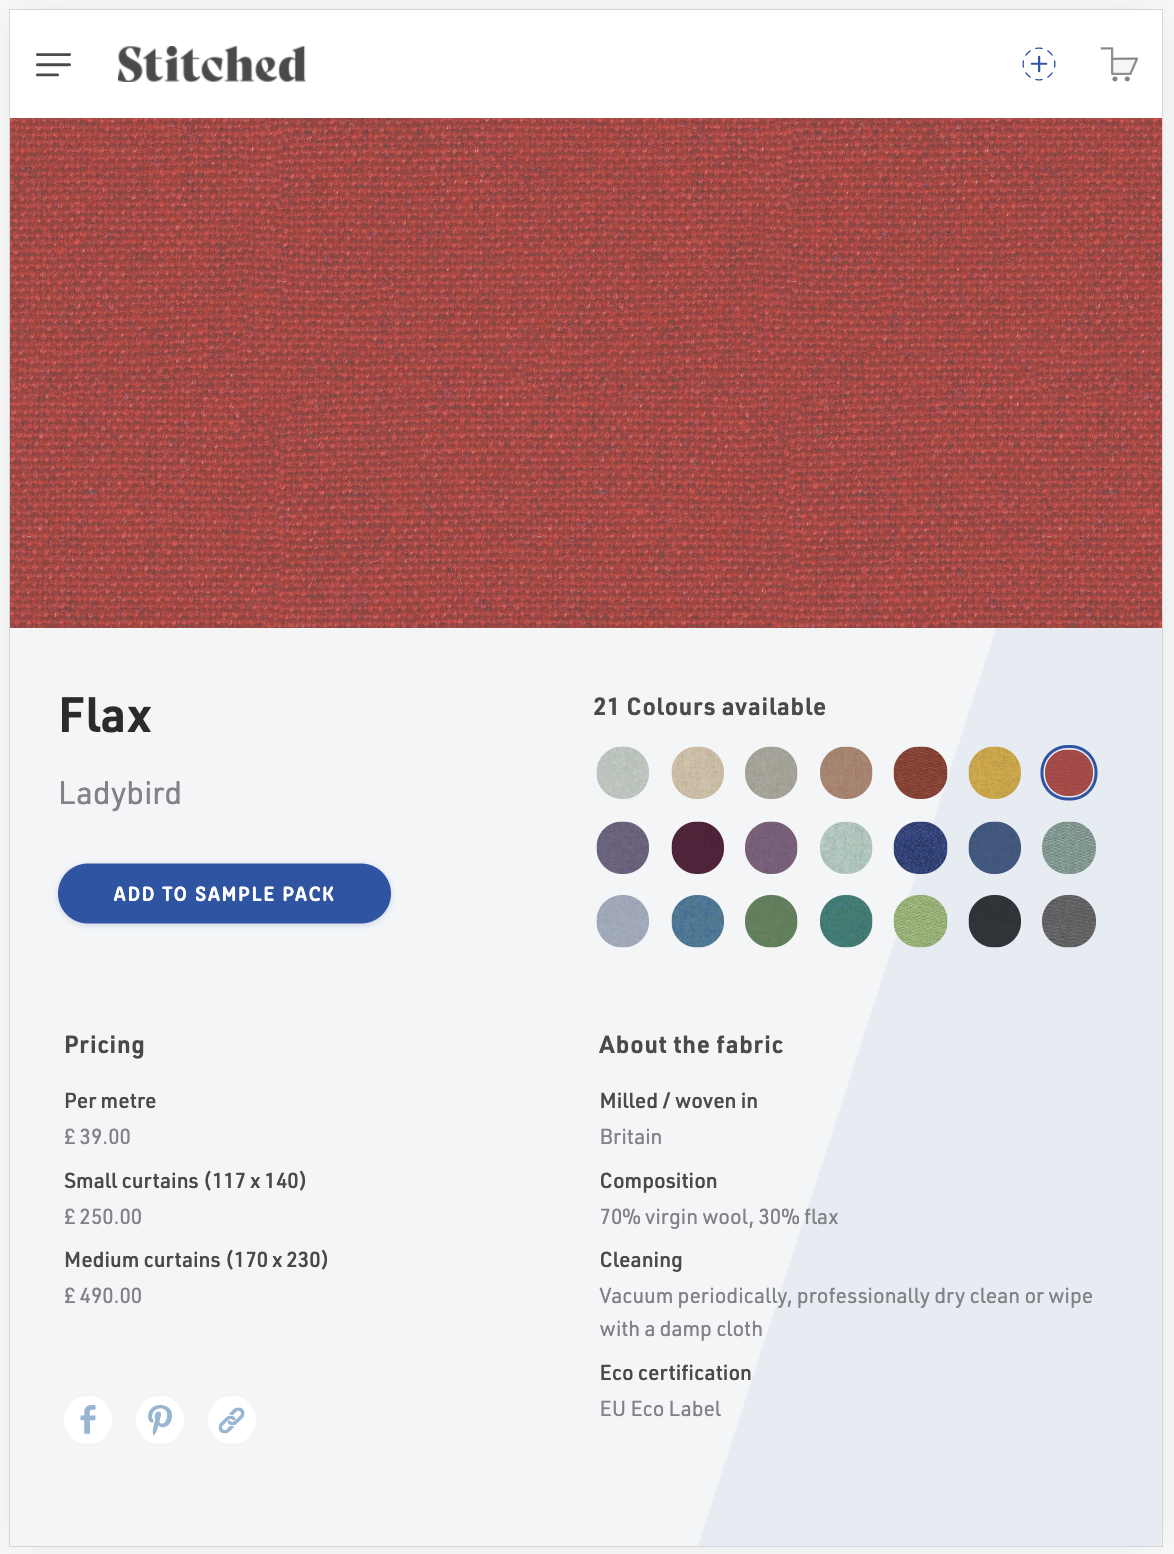 Stitched
Flax
Ladybird
ADD TO SAMPLE PACK
21 Colours available
Pricing
Per metre
£ 39.00
Small curtains (117 x 140)
£ 250.00
Medium curtains (170 x 230)
£ 490.00
About the fabric
Milled / woven in
Britain
Composition
70% virgin wool, 30% flax
Cleaning
Vacuum periodically, professionally dry clean or wipe
with a damp cloth
Eco certification
EU Eco Label